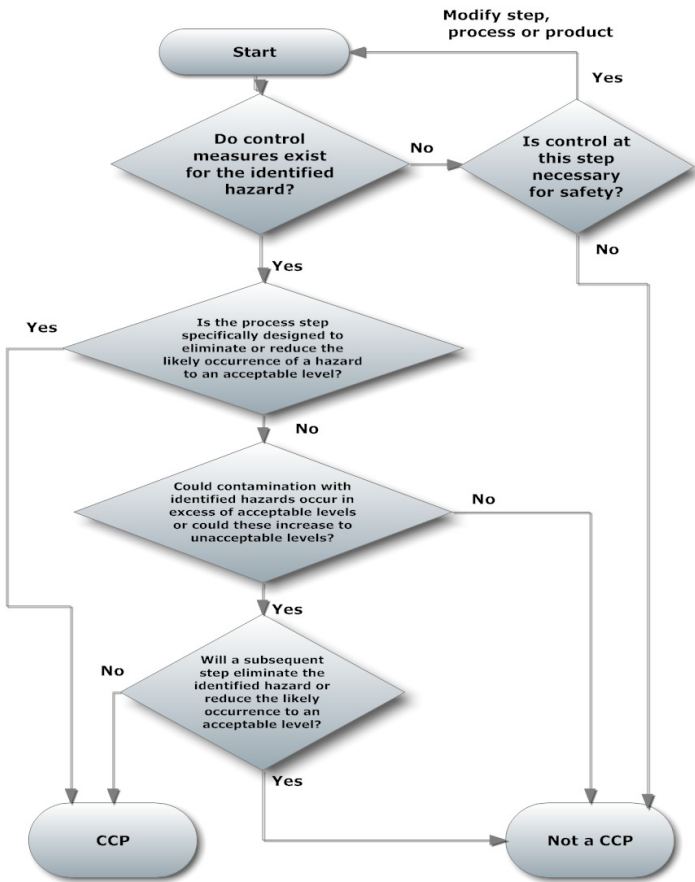 Modify step,
process or product
Start
Yes
Do control
measures exist
for the identified
hazard?
No
Is control at
this step
necessary
for safety?
No
Yes
Yes
Is the process step
specifically designed to
eliminate or reduce the
likely occurrence of a hazard
to an acceptable level?
No
Could contamination with
identified hazards occur in
excess of acceptable levels
or could these increase to
unacceptable levels?
No
Yes
No
Will a subsequent
step eliminate the
identified hazard or
reduce the likely
occurrence to an
acceptable level?
Yes
CCP
Not a CCP